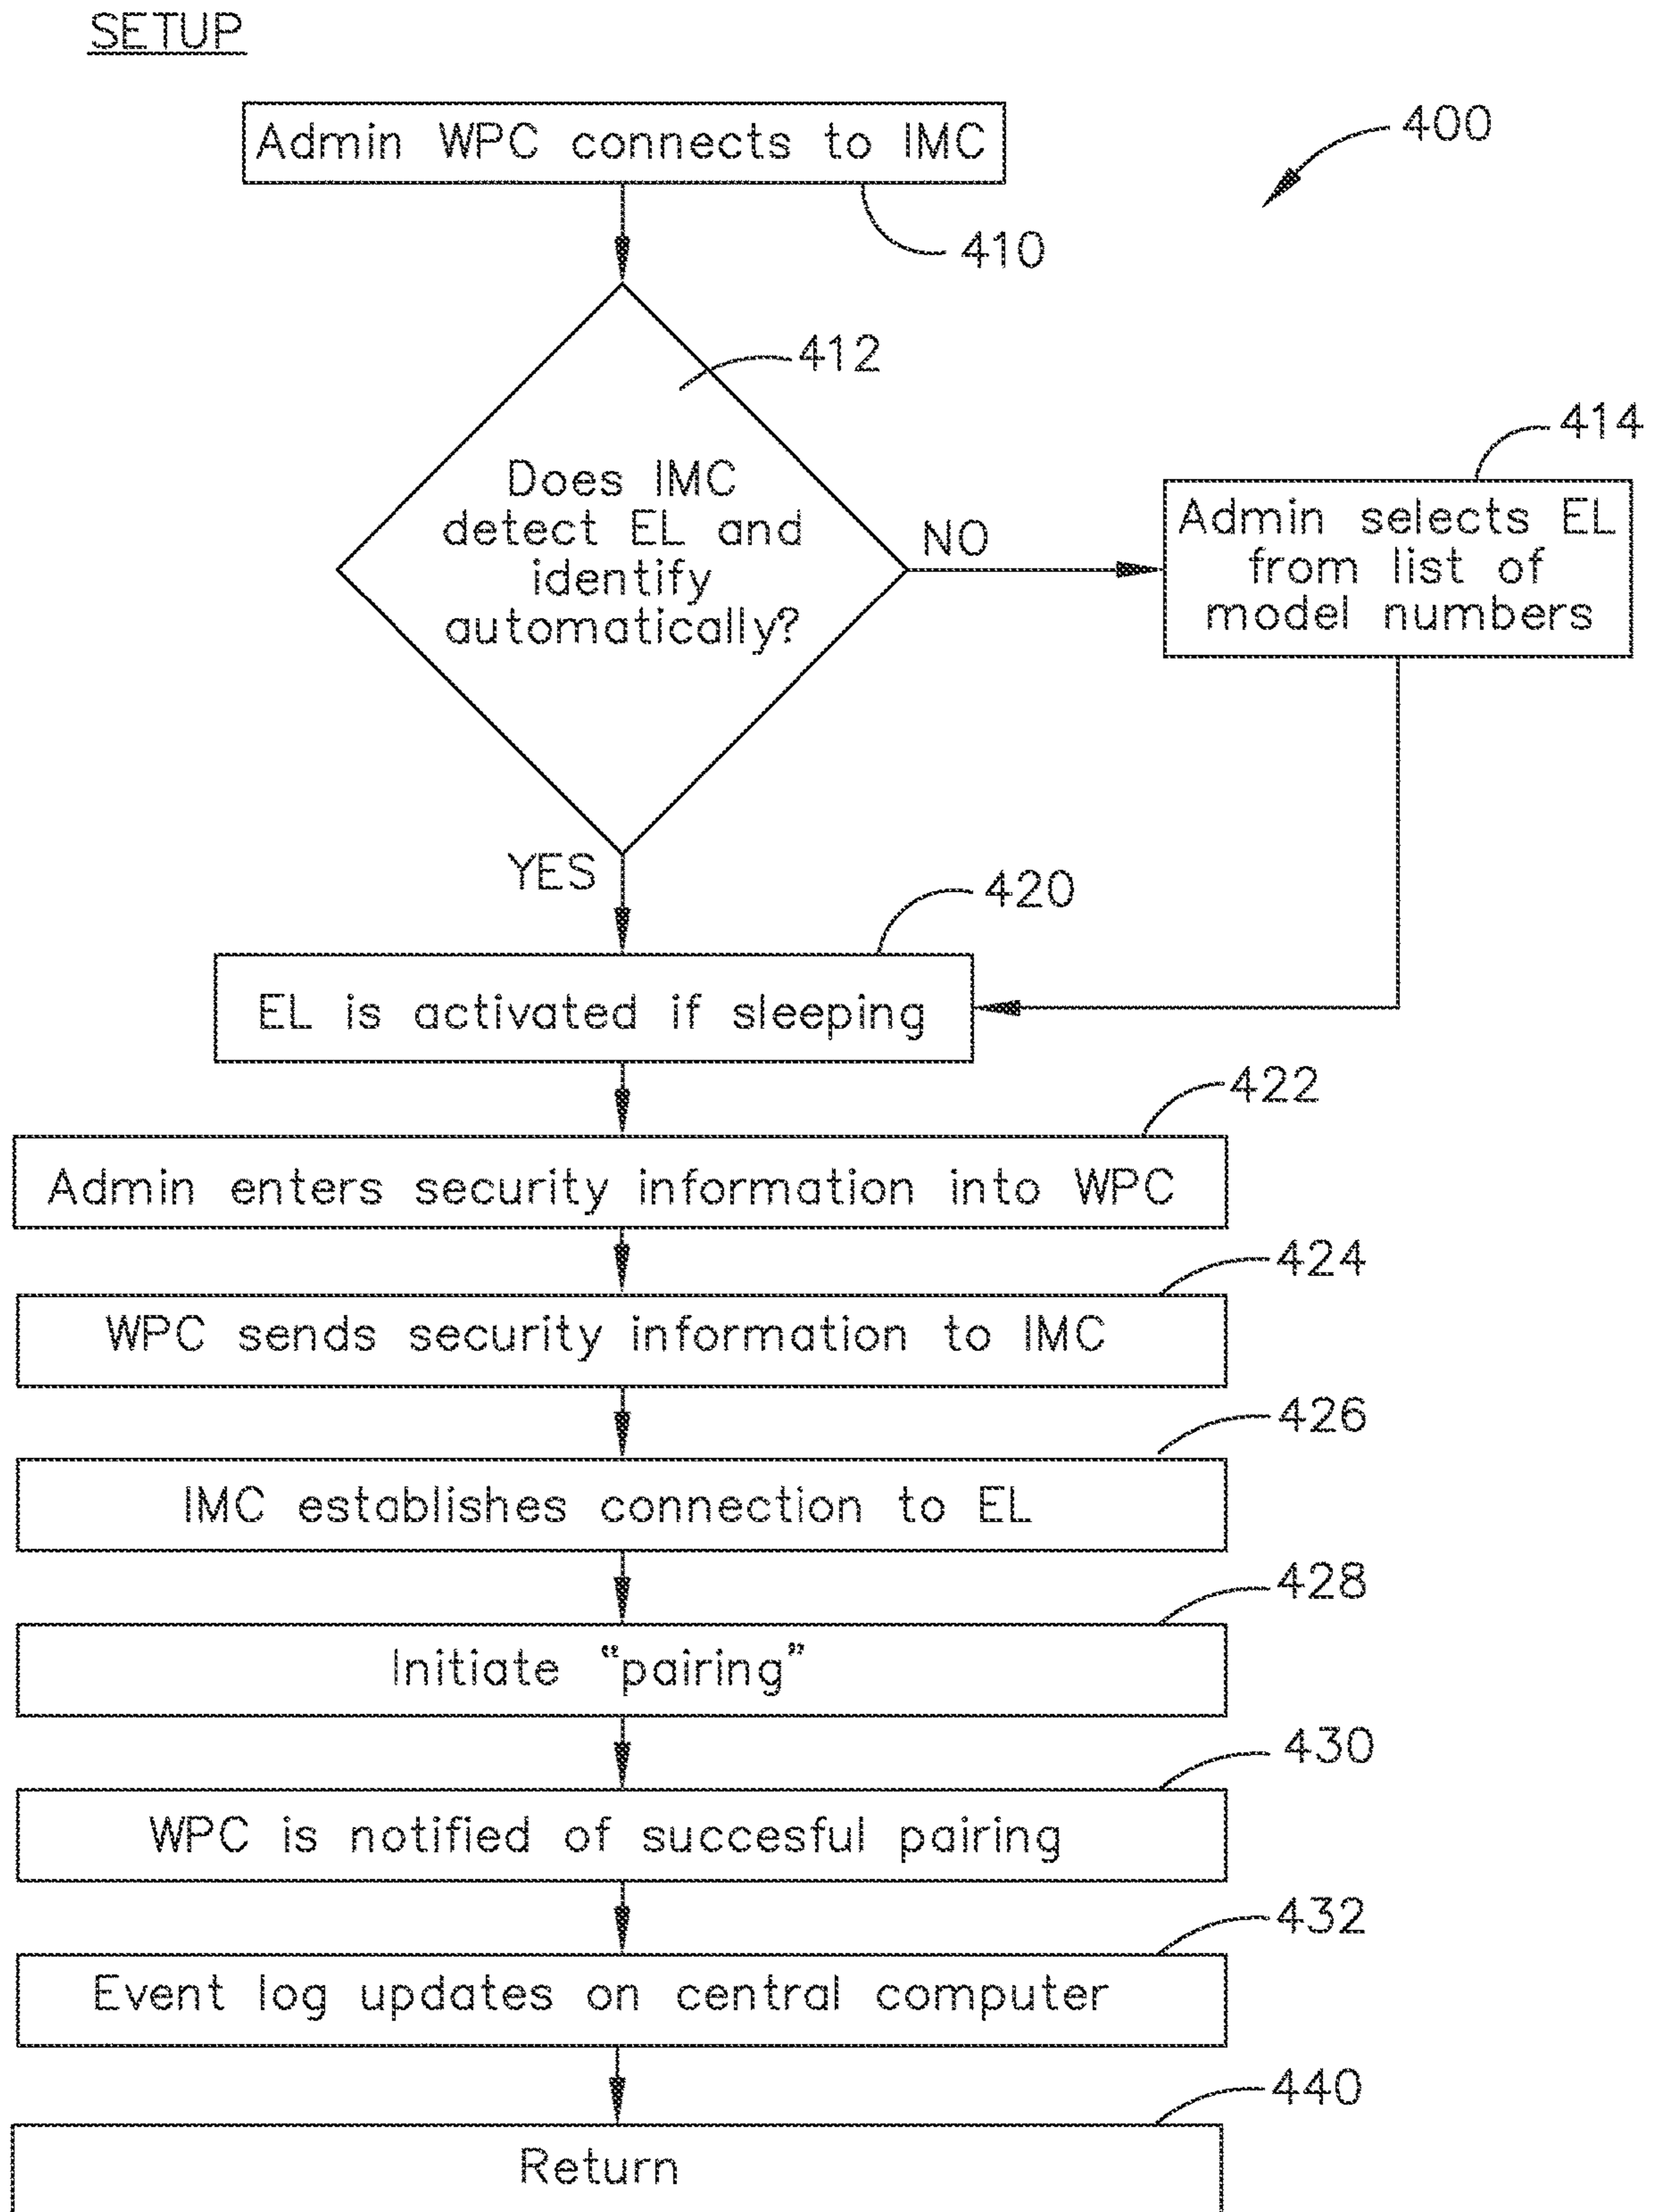 SETUP
400
Admin WPC connects to IMC
410
412
Does IMC
detect EL and
identify
automatically?
NO
414
Admin selects EL
from list of
model numbers
YES
420
EL is activated if sleeping
422
Admin enters security information into WPC
424
WPC sends security information to IMC
426
IMC establishes connection to EL
428
Initiate “pairing”
430
WPC is notified of succesful pairing
432
Event log updates on central computer
440
Return